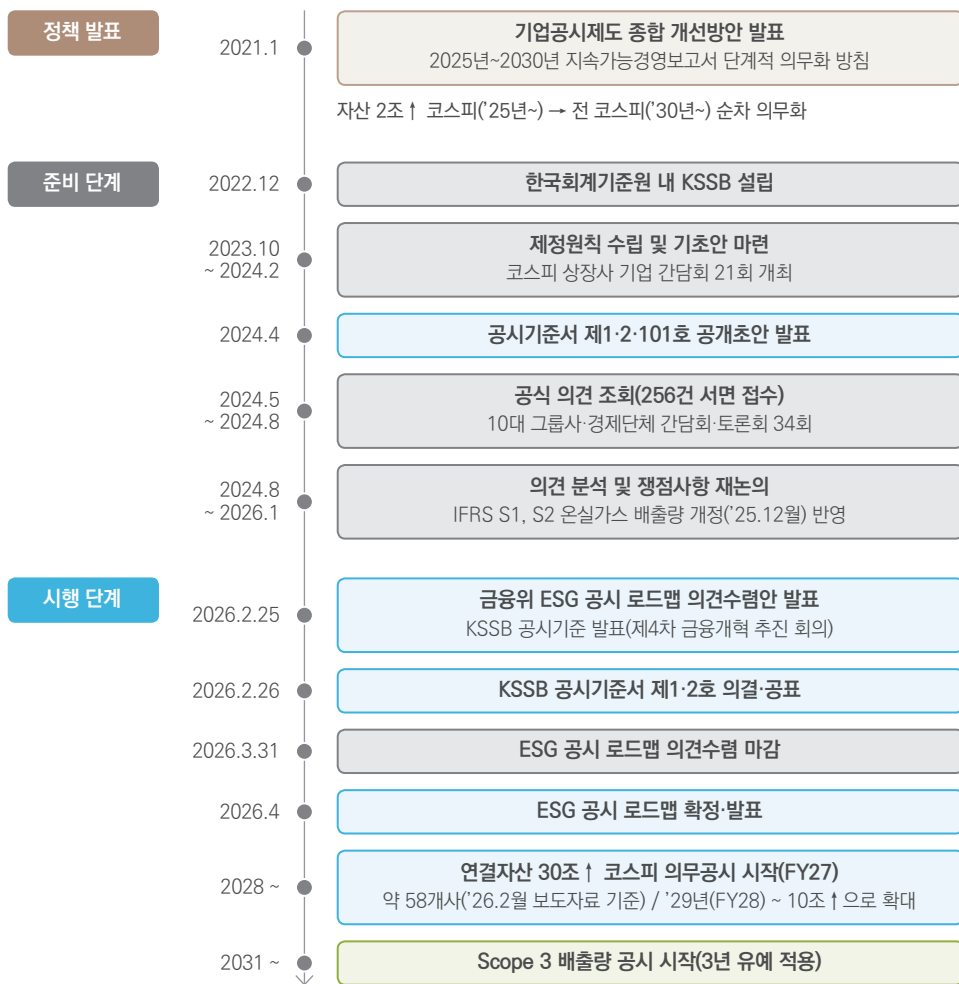 정책 발표
2021.1
기업공시제도 종합 개선방안 발표
2025년~2030년 지속가능경영보고서 단계적 의무화 방침
자산 2조↑ 코스피(’25년~) → 전 코스피(’30년~) 순차 의무화
준비 단계
2022.12
한국회계기준원 내 KSSB 설립
2023.10
~ 2024.2
제정원칙 수립 및 기초안 마련
코스피 상장사 기업 간담회 21회 개최
2024.4
공시기준서 제1·2·101호 공개초안 발표
2024.5
~ 2024.8
공식 의견 조회(256건 서면 접수)
10대 그룹사·경제단체 간담회·토론회 34회
2024.8
~ 2026.1
의견 분석 및 쟁점사항 재논의
IFRS S1, S2 온실가스 배출량 개정(’25.12월) 반영
시행 단계
2026.2.25
금융위 ESG 공시 로드맵 의견수렴안 발표
KSSB 공시기준 발표(제4차 금융개혁 추진 회의)
2026.2.26
KSSB 공시기준서 제1·2호 의결·공표
2026.3.31
ESG 공시 로드맵 의견수렴 마감
2026.4
ESG 공시 로드맵 확정·발표
2028 ~
연결자산 30조↑ 코스피 의무공시 시작(FY27)
약 58개사(’26.2월 보도자료 기준) / ’29년(FY28) ~ 10조↑으로 확대
2031 ~
Scope 3 배출량 공시 시작(3년 유예 적용)